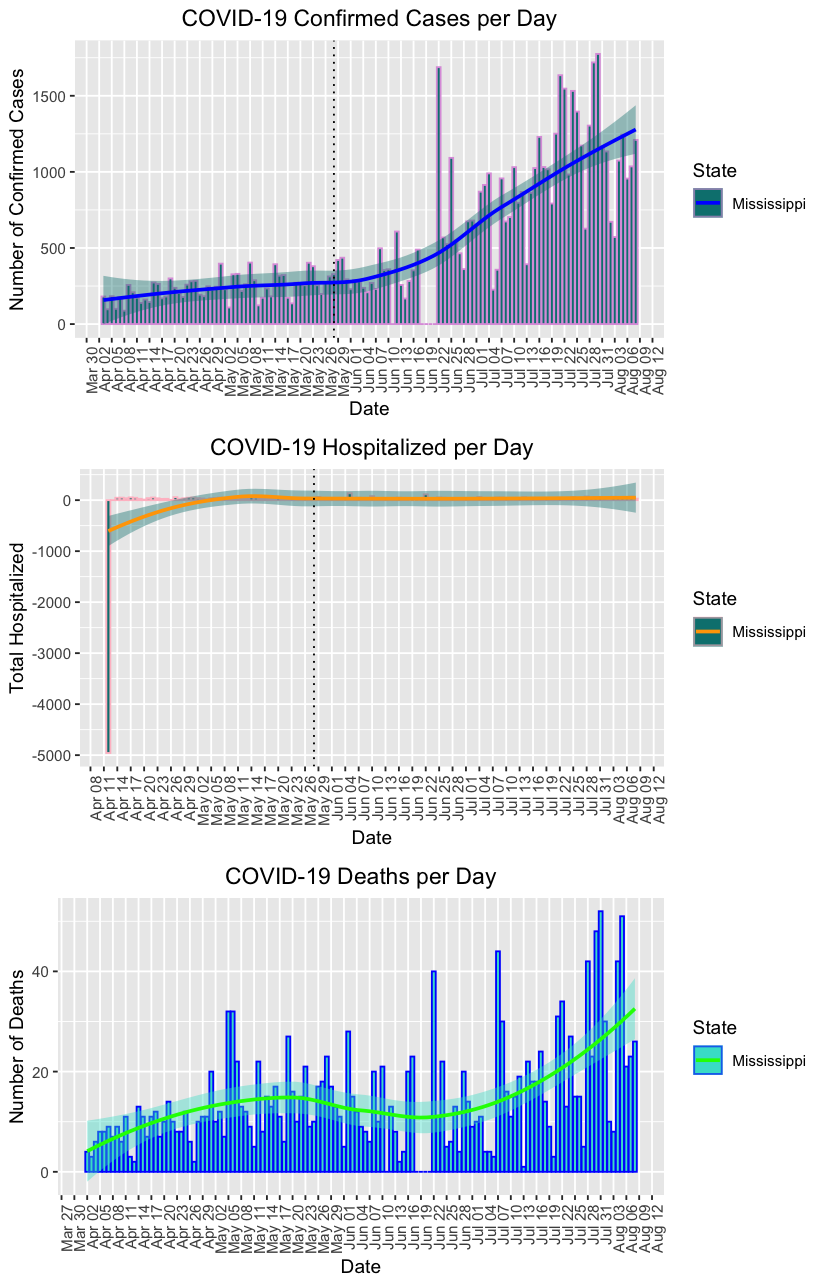 COVID-19 Confirmed Cases per Day
Number of Confirmed Cases
1500
1000
500
0
Mar 30
Apr 02
Apr 05
Apr 08
Apr 11
Apr 14
Apr 17
Apr 20
Apr 23
Apr 26
Apr 29
May 02
May 05
May 08
May 11
May 14
May 17
May 20
May 23
May 26
May 29
Jun 01
Jun 04
Jun 07
Jun 10
Jun 13
Jun 16
Jun 19
Jun 22
Jun 25
Jun 28
Jul 01
Jul 04
Jul 07
Jul 10
Jul 13
Jul 16
Jul 19
Jul 22
Jul 25
Jul 28
Jul 31
Aug 03
Aug 06
Aug 09
Aug 12
Date
State
Mississippi
COVID-19 Hospitalized per Day
Total Hospitalized
0
-1000
-2000
-3000
-4000
-5000
Apr 08
Apr 11
Apr 14
Apr 17
Apr 20
Apr 23
Apr 26
Apr 29
May 02
May 05
May 08
May 11
May 14
May 17
May 20
May 23
May 26
May 29
Jun 01
Jun 04
Jun 07
Jun 10
Jun 13
Jun 16
Jun 19
Jun 22
Jun 25
Jun 28
Jul 01
Jul 04
Jul 07
Jul 10
Jul 13
Jul 16
Jul 19
Jul 22
Jul 25
Jul 28
Jul 31
Aug 03
Aug 06
Aug 09
Aug 12
Date
State
Mississippi
COVID-19 Deaths per Day
Number of Deaths
40
20
0
Mar 27
Mar 30
Apr 02
Apr 05
Apr 08
Apr 11
Apr 14
Apr 17
Apr 20
Apr 23
Apr 26
Apr 29
May 02
May 05
May 08
May 11
May 14
May 17
May 20
May 23
May 26
May 29
Jun 01
Jun 04
Jun 07
Jun 10
Jun 13
Jun 16
Jun 19
Jun 22
Jun 25
Jun 28
Jul 01
Jul 04
Jul 07
Jul 10
Jul 13
Jul 16
Jul 19
Jul 22
Jul 25
Jul 28
Jul 31
Aug 03
Aug 06
Aug 09
Aug 12
Date
State
Mississippi